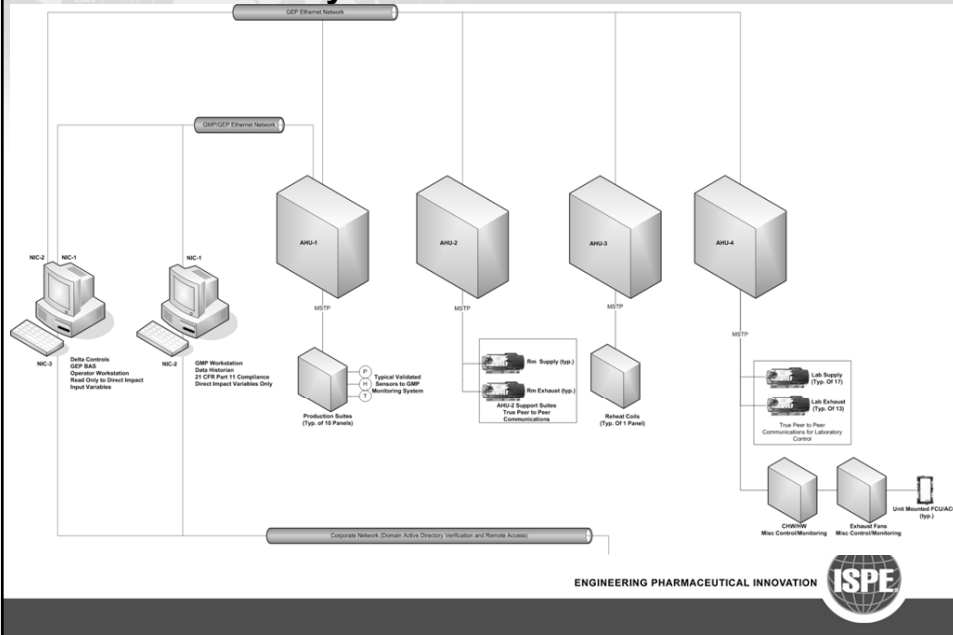 GEP Ethernet Network
GMP/GEP Ethernet Network
AHU-1
AHU-2
AHU-3
AHU-4
NIC-2
NIC-1
NIC-1
MSTP
MSTP
MSTP
MSTP
NIC-3
Delta Controls
GEP BAS
Operator Workstation
Read Only to Direct Impact
Input Variables
NIC-2
GMP Workstation
Data Historian
21 CFR Part 11 Compliance
Direct Impact Variables Only
P
H
T
Typical Validated
Sensors to GMP
Monitoring System
Production Suites
(Typ. of 10 Panels)
Rm Supply (typ.)
Rm Exhaust (typ.)
AHU-2 Support Suites
True Peer to Peer
Communications
Reheat Coils
(Typ. Of 1 Panel)
Lab Supply
(Typ. Of 17)
Lab Exhaust
(Typ. Of 13)
True Peer to Peer
Communications for Laboratory
Control
CHW/HW
Misc Control/Monitoring
Exhaust Fans
Misc Control/Monitoring
Unit Mounted FCU/AC
(typ.)
Corporate Network (Domain Active Directory Verification and Remote Access)
ENGINEERING PHARMACEUTICAL INNOVATION
ISPE